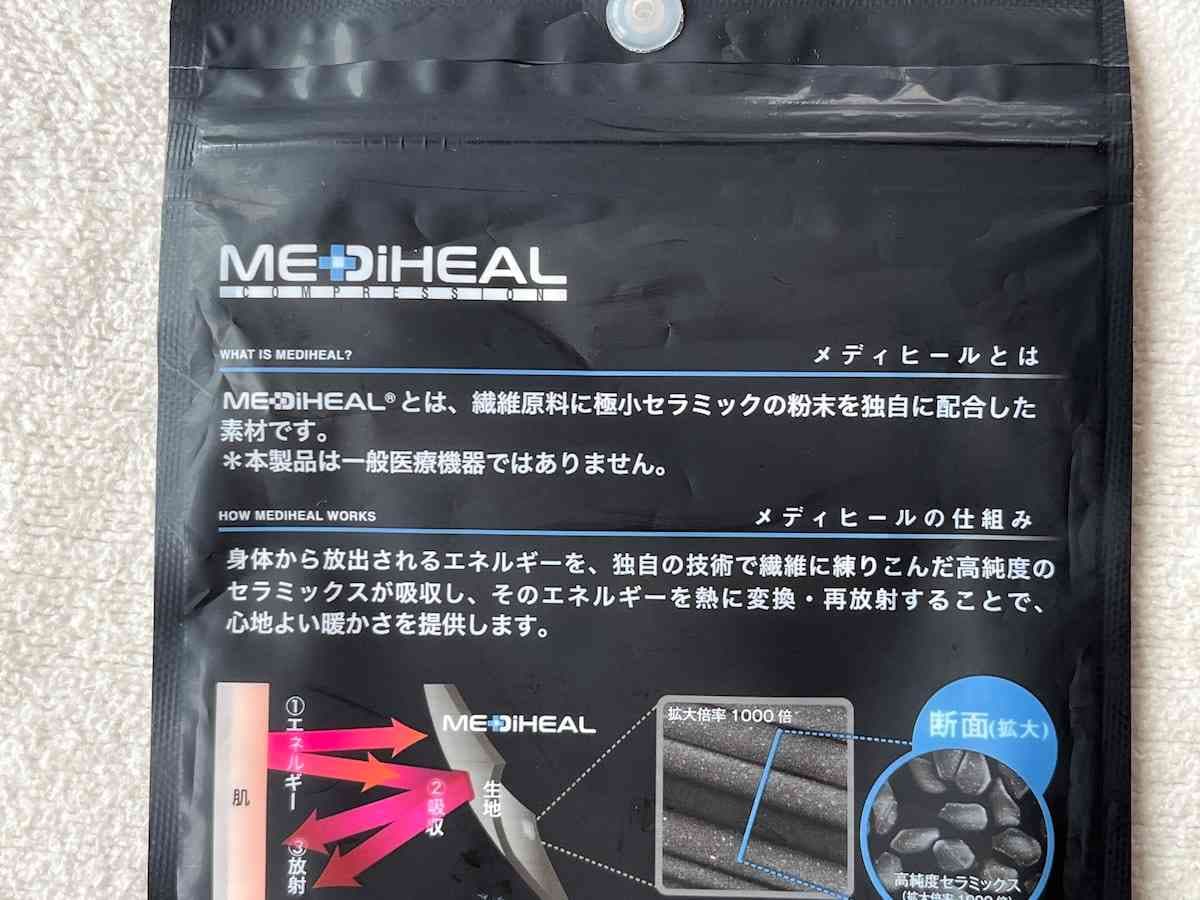 MEDiHEAL
COMPRESSION
WHAT IS MEDIHEAL?
メディヒールとは
MEDiHEAL®とは、繊維原料に極小セラミックの粉末を独自に配合した
素材です。
＊本製品は一般医療機器ではありません。
HOW MEDIHEAL WORKS
メディヒールの仕組み
身体から放出されるエネルギーを、独自の技術で繊維に練りこんだ高純度の
セラミックスが吸収し、そのエネルギーを熱に変換・再放射することで、
心地よい暖かさを提供します。
肌
①エネルギー
②吸収
③放射
MEDiHEAL
生地
拡大倍率 1000 倍
断面(拡大)
高純度セラミックス